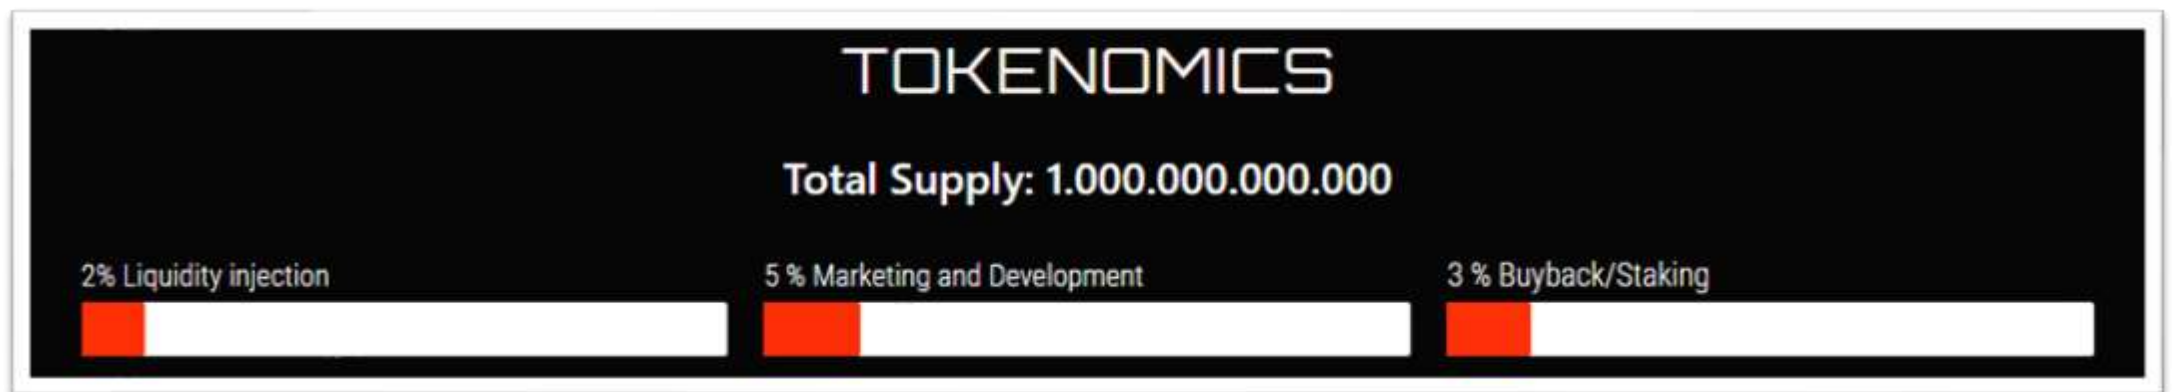 TOKENOMICS
Total Supply: 1.000.000.000.000
2% Liquidity injection
5 % Marketing and Development
3 % Buyback/Staking